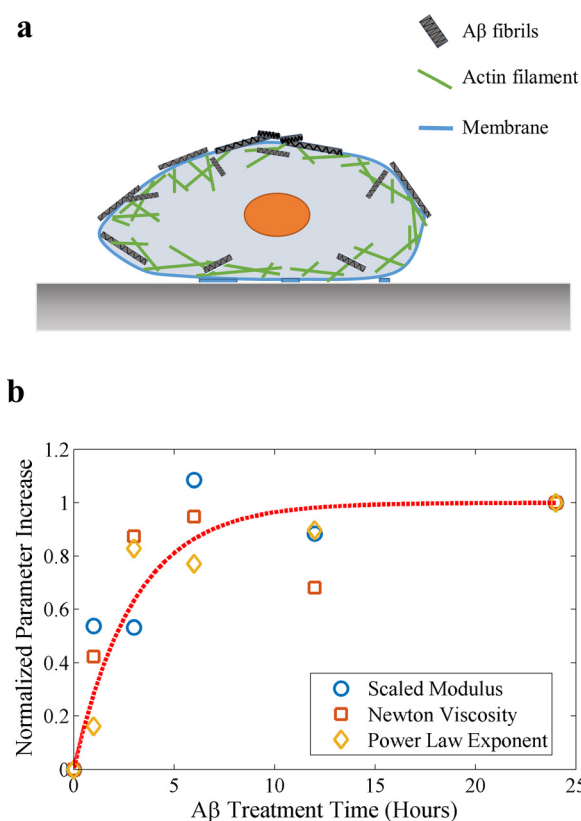 a
Aβ fibrils
Actin filament
Membrane
b
Normalized Parameter Increase
1.2
1
0.8
0.6
0.4
0.2
0
0
5
10
15
20
25
Scaled Modulus
Newton Viscosity
Power Law Exponent
Aβ Treatment Time (Hours)